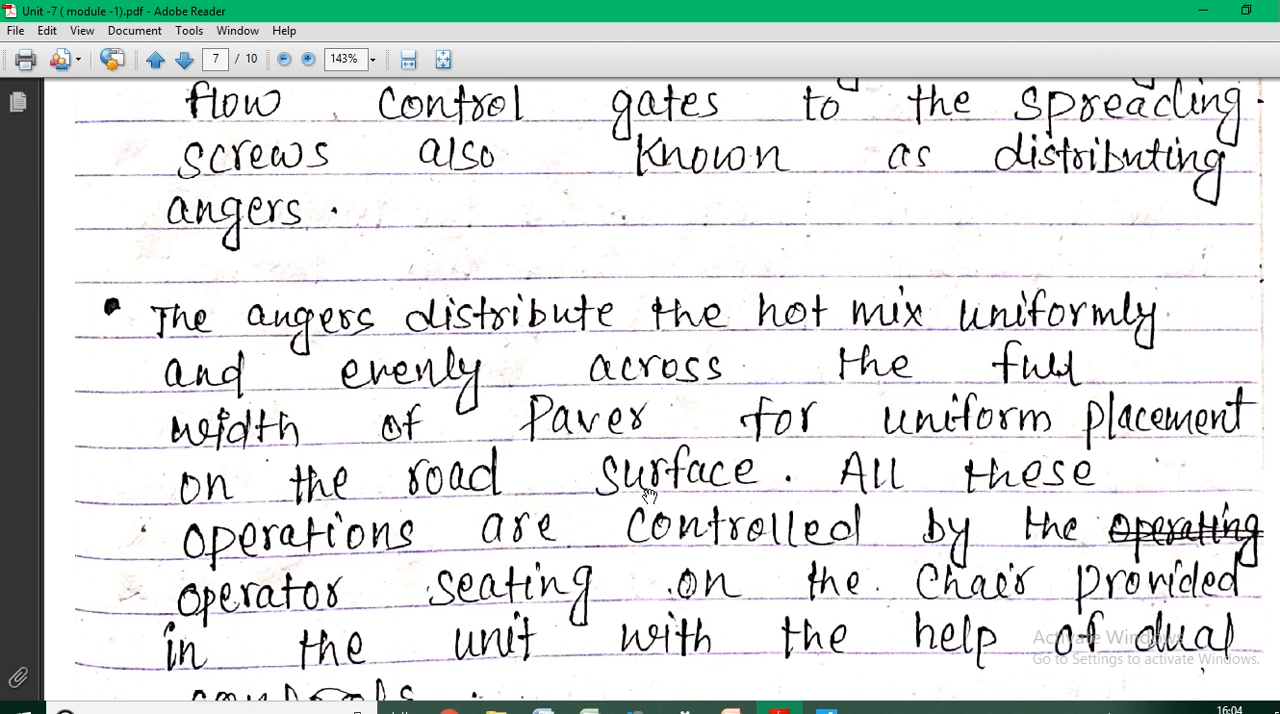 Unit -7 ( module -1).pdf - Adobe Reader
File Edit View Document Tools Window Help
7 / 10 143%
flow control gates to the spreading
screws also known as distributing
angers.
• The angers distribute the hot mix uniformly
and evenly across the full
width of Paver for uniform placement
on the road surface. All these
operations are controlled by the operating
operator seating on the chair provided
in the unit with the help of dual
Activate Windows
Go to Settings to activate Windows.
16:04